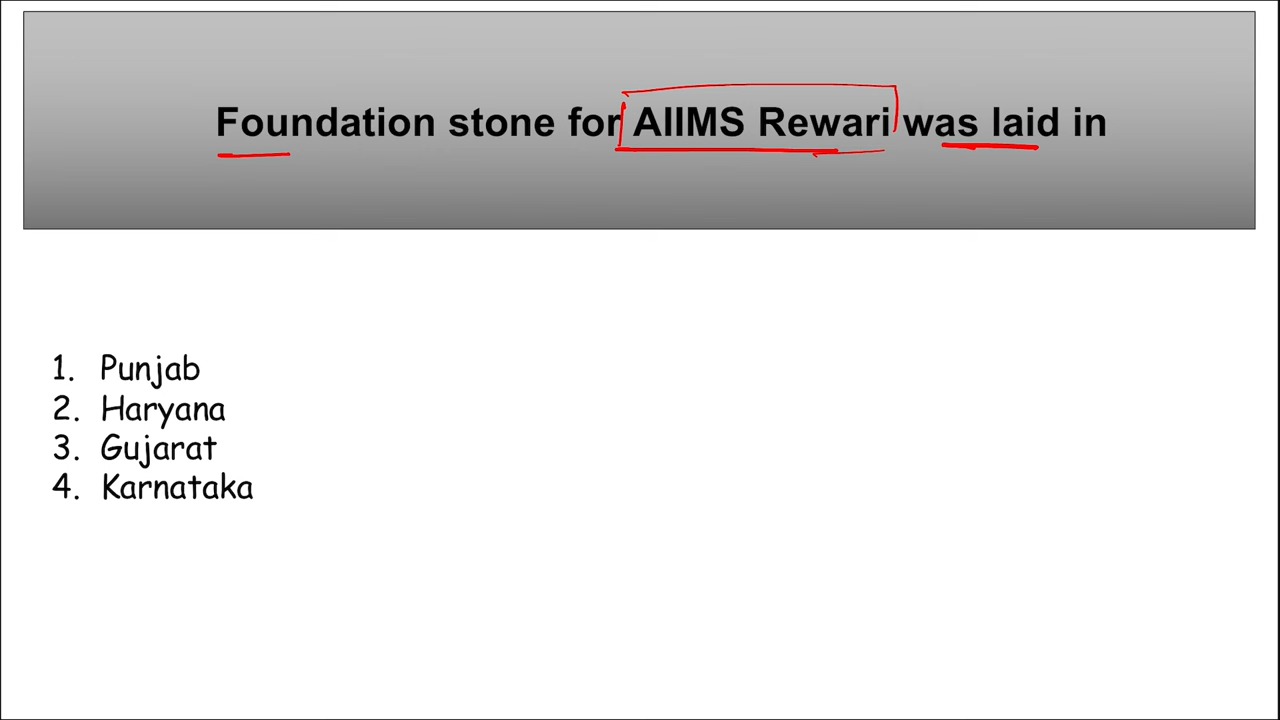 Foundation stone for AIIMS Rewari was laid in
1. Punjab
2. Haryana
3. Gujarat
4. Karnataka